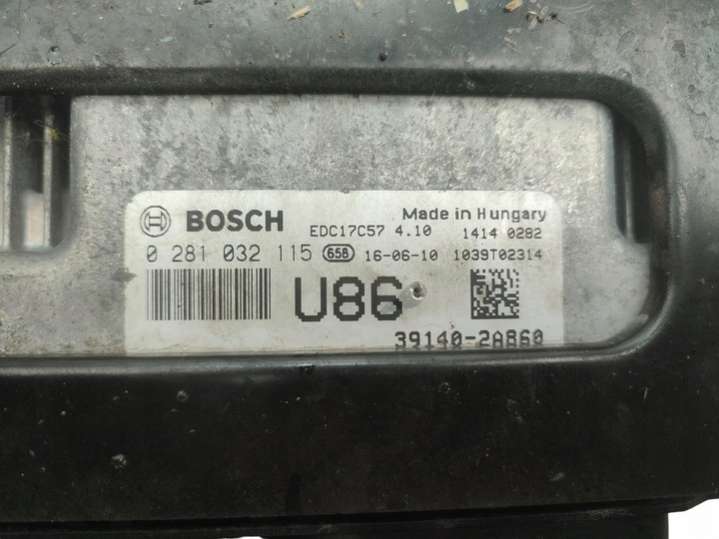 BOSCH EDC17C57 4.10 Made in Hungary
1414 0282
0 281 032 115 658 16-06-10 1039T02314
U86
39140-2A860